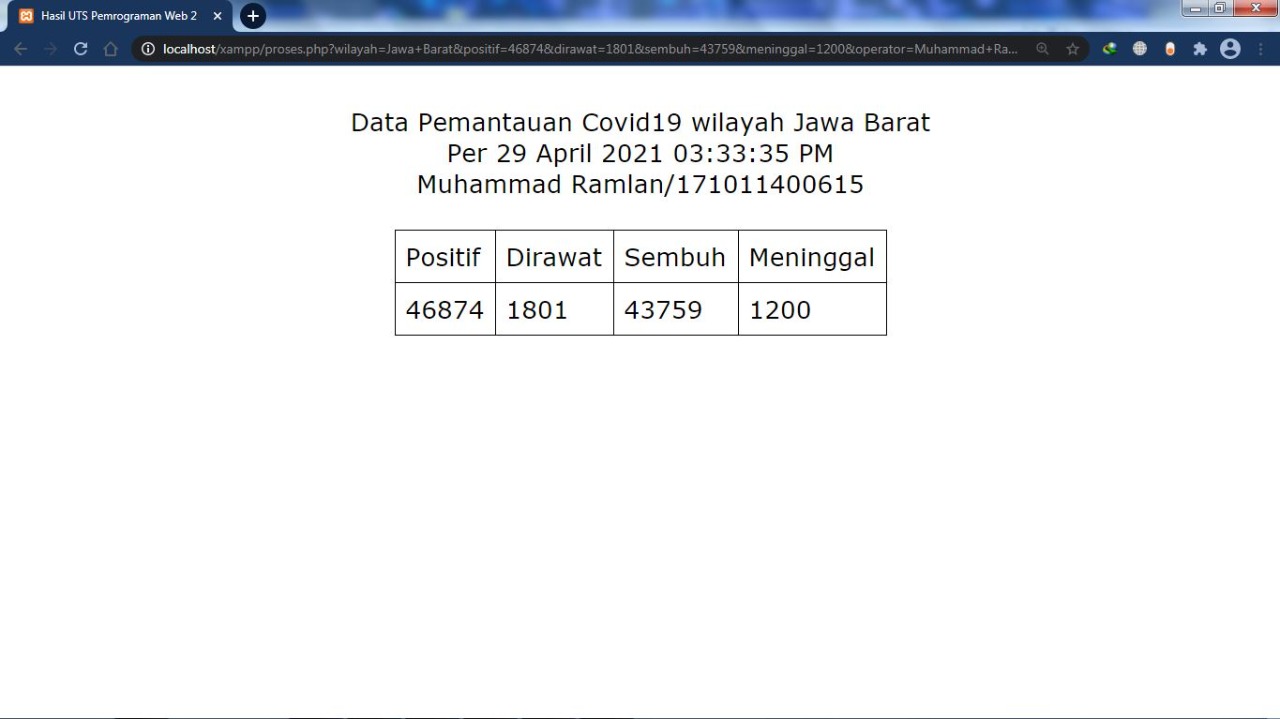 Hasil UTS Pemrograman Web 2
localhost/xampp/proses.php?wilayah=Jawa+Barat&positif=46874&dirawat=1801&sembuh=43759&meninggal=1200&operator=Muhammad+Ra...
Data Pemantauan Covid19 wilayah Jawa Barat
Per 29 April 2021 03:33:35 PM
Muhammad Ramlan/171011400615
Positif Dirawat Sembuh Meninggal
46874 1801 43759 1200